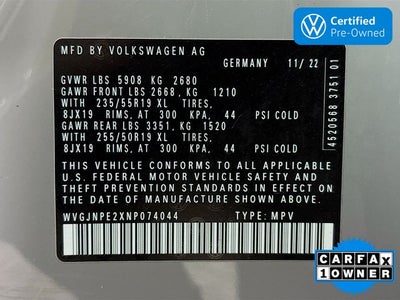 Certified
Pre-Owned
MFD BY VOLKSWAGEN AG
GERMANY 11/22
GVWR LBS 5908 KG 2680
GAWR FRONT LBS 2668, KG 1210
WITH 235/55R19 XL TIRES,
8JX19 RIMS, AT 300 KPA, 44 PSI COLD
GAWR REAR LBS 3351, KG 1520
WITH 255/50R19 XL TIRES,
8JX19 RIMS, AT 300 KPA, 44 PSI COLD
THIS VEHICLE CONFORMS TO ALL APPLICABLE
U.S. FEDERAL MOTOR VEHICLE SAFETY AND
THEFT PREVENTION STANDARDS IN EFFECT ON
THE DATE OF MANUFACTURE SHOWN ABOVE.
WVGJNPE2XNP074044 TYPE: MPV
4520568 3751 01
CARFAX
1 OWNER